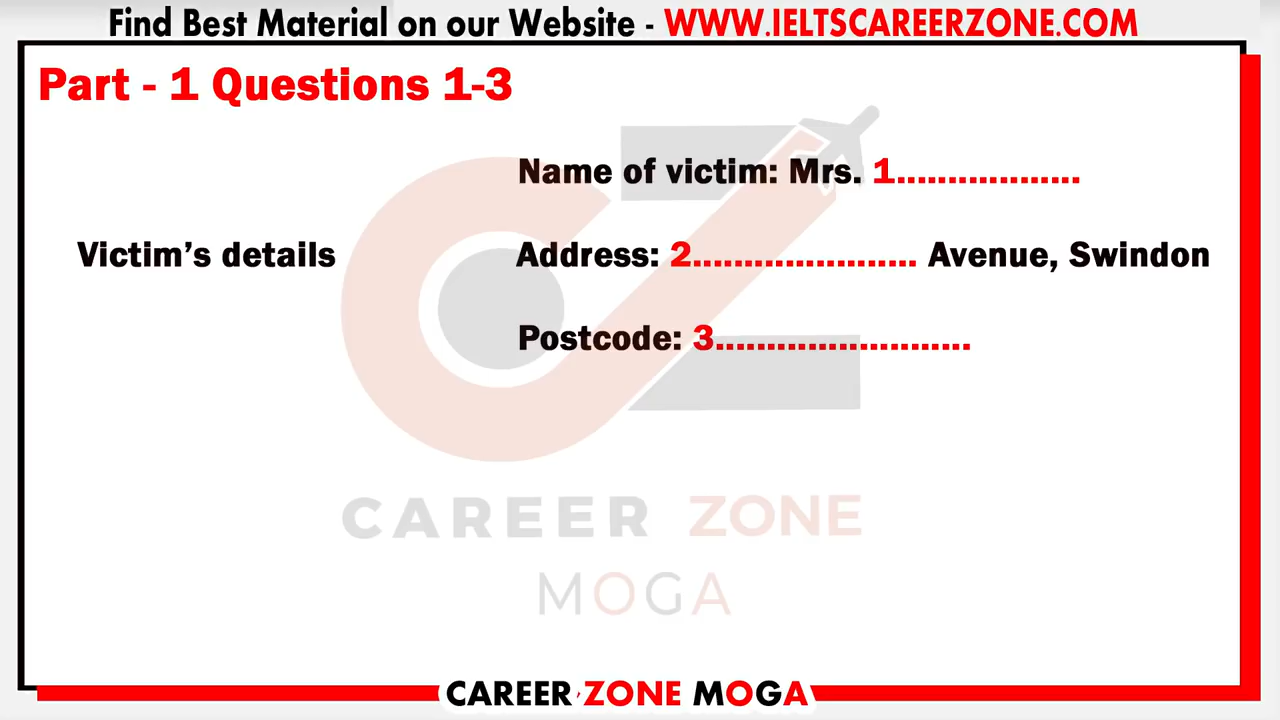 Find Best Material on our Website - WWW.IELTSCAREERZONE.COM
Part - 1 Questions 1-3
Name of victim: Mrs. 1..................
Victim's details
Address: 2...................... Avenue, Swindon
Postcode: 3.........................
CAREER ZONE
MOGA
CAREER ZONE MOGA